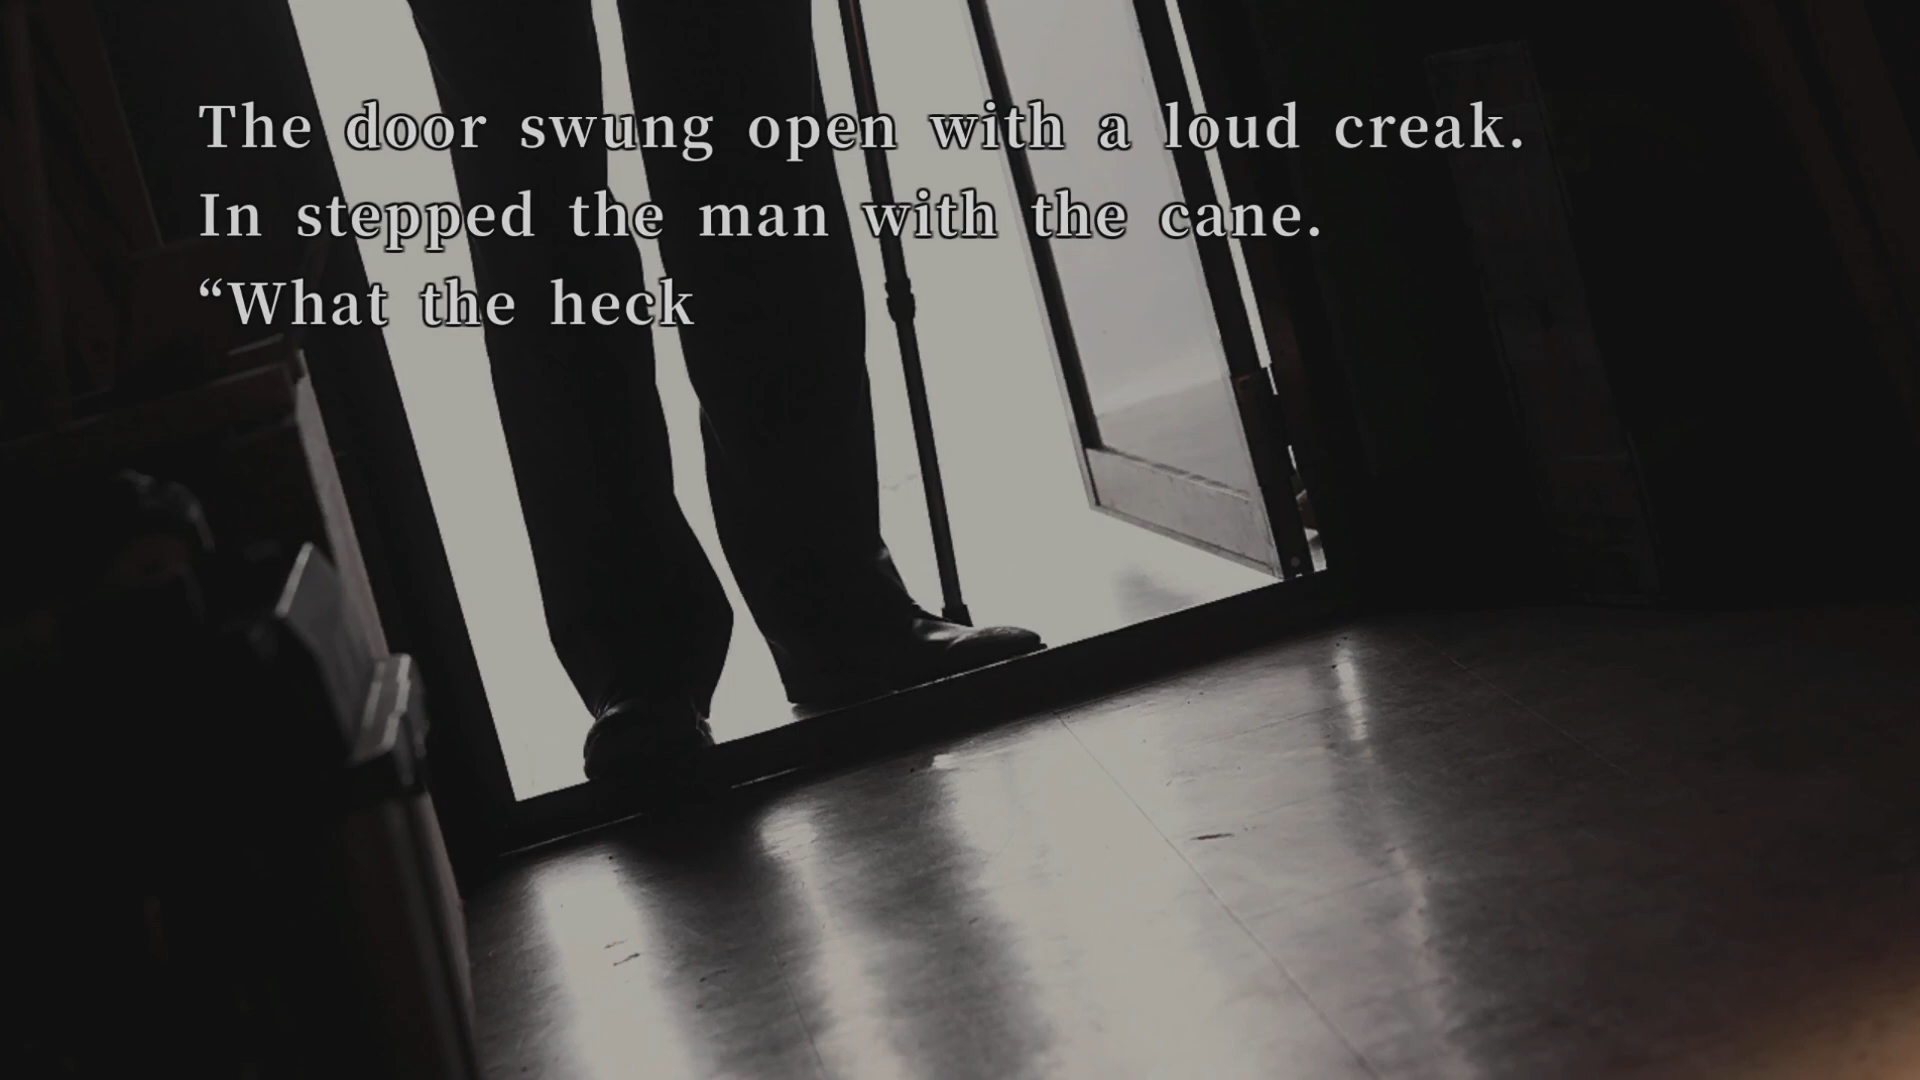 The door swung open with a loud creak.
In stepped the man with the cane.
“What the heck